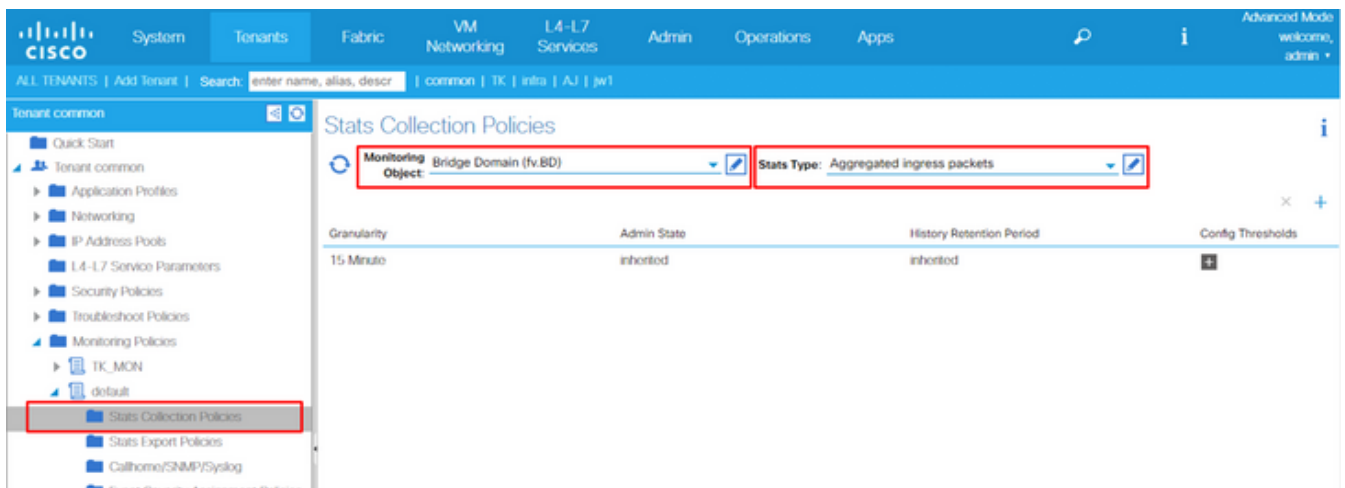 Advanced Mode
CISCO
System
Tenants
Fabric
VM Networking
L4-L7 Services
Admin
Operations
Apps
i
welcome, admin
ALL TENANTS | Add Tenant | Search: enter name, alias, descr | common | TK | infra | AJ | jw1
Tenant common
Quick Start
Tenant common
Application Profiles
Networking
IP Address Pools
L4-L7 Service Parameters
Security Policies
Troubleshoot Policies
Monitoring Policies
TK_MON
default
Stats Collection Policies
Stats Export Policies
Callhome/SNMP/Syslog
Stats Collection Policies
i
Monitoring Object: Bridge Domain (fv.BD)
Stats Type: Aggregated ingress packets
Granularity Admin State History Retention Period Config Thresholds
15 Minute inherited inherited